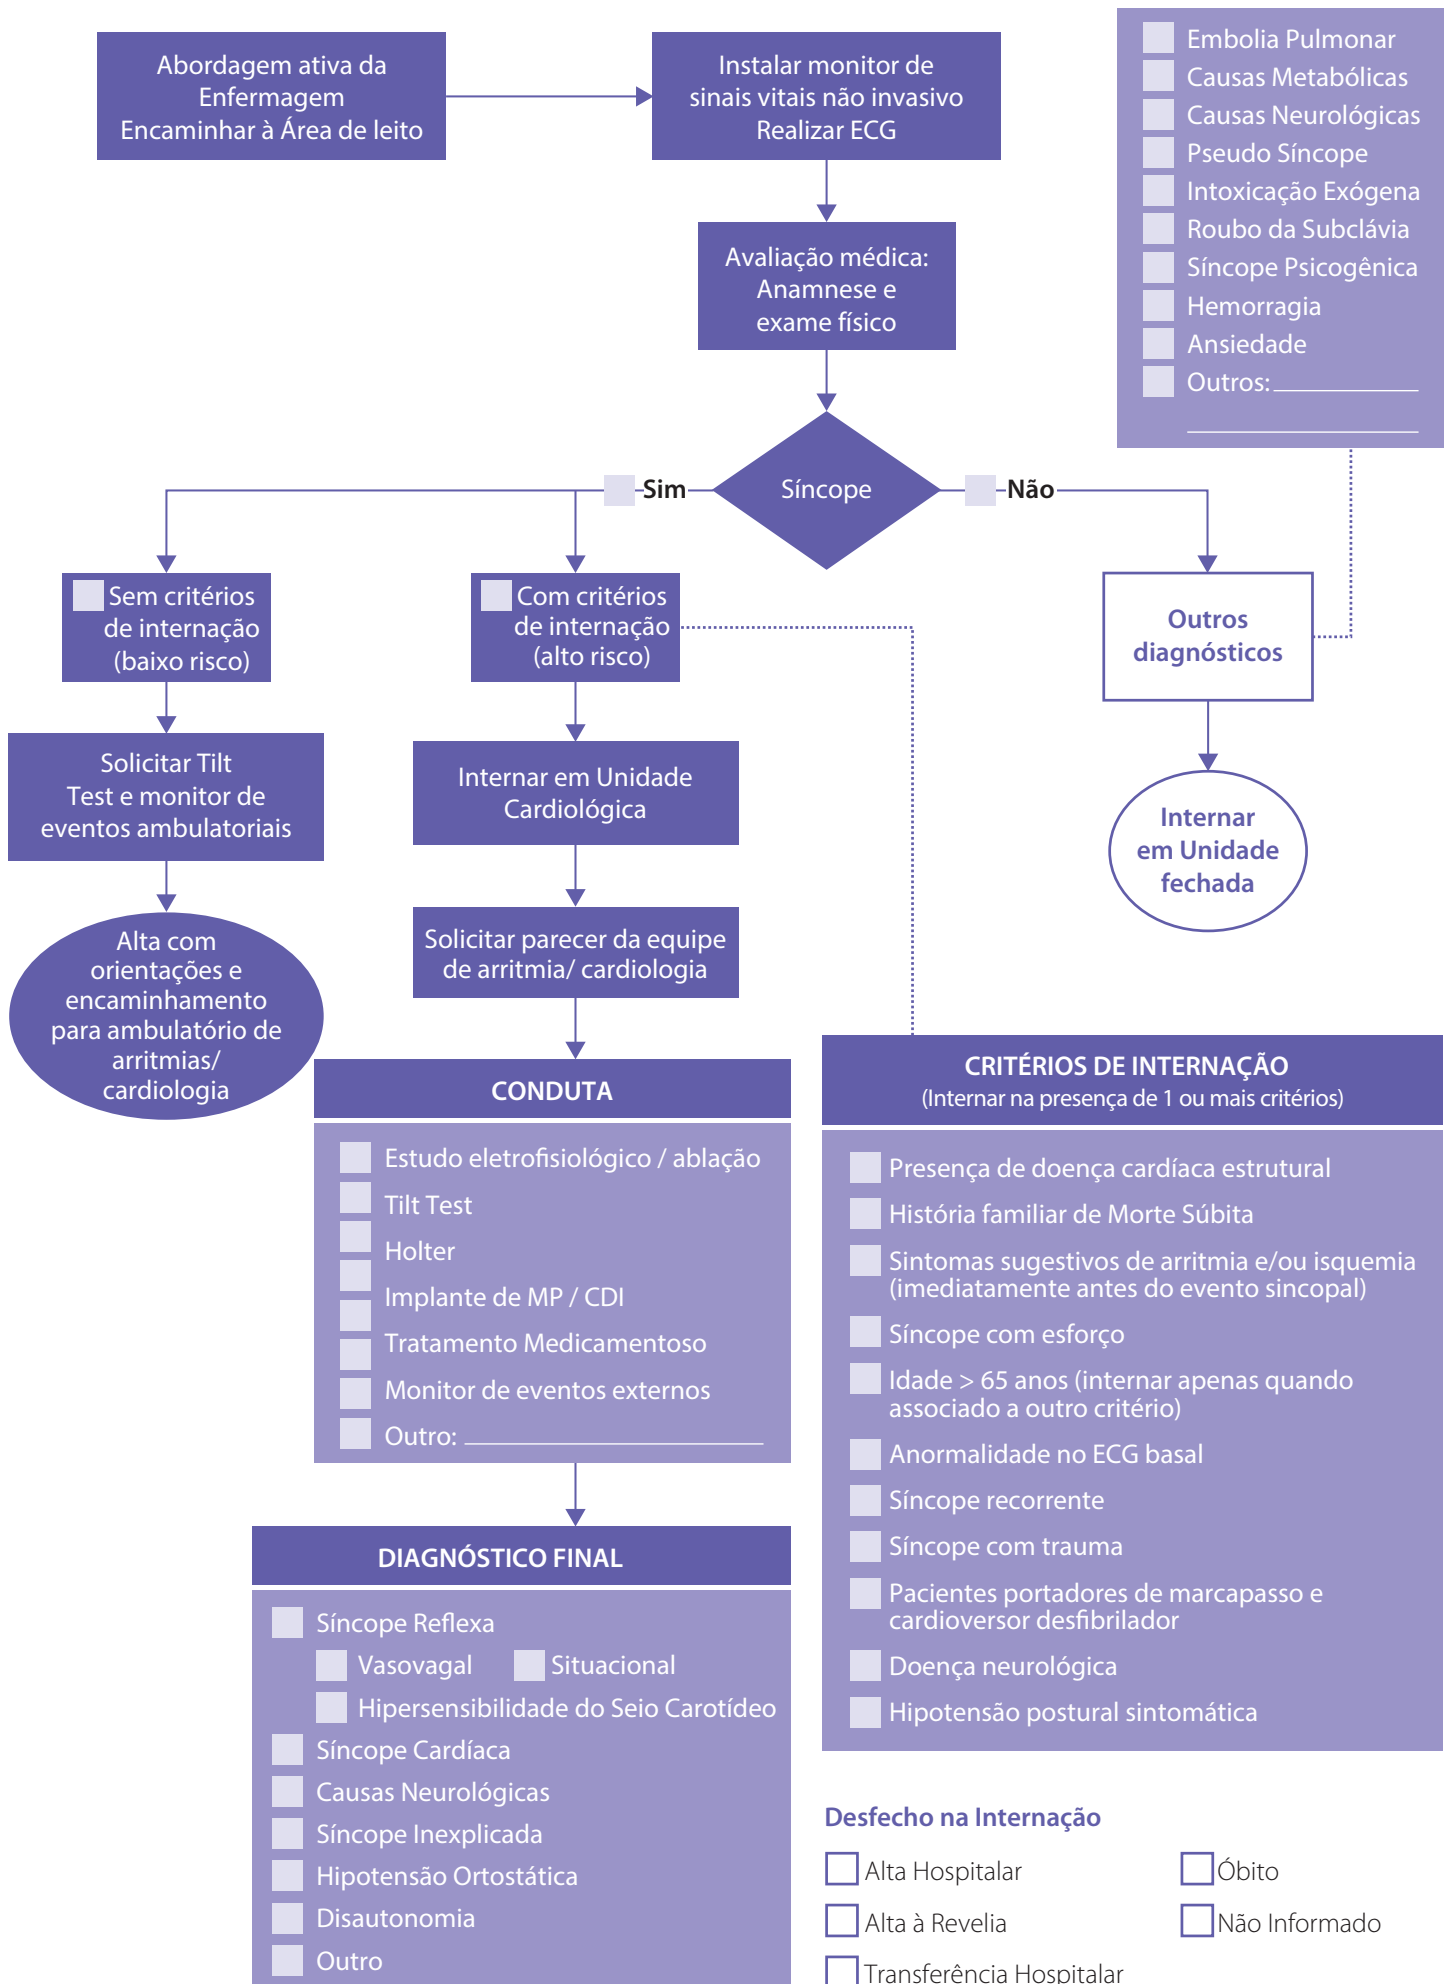 Abordagem ativa da
Enfermagem
Encaminhar à Área de leito
Instalar monitor de
sinais vitais não invasivo
Realizar ECG
Embolia Pulmonar
Causas Metabólicas
Causas Neurológicas
Pseudo Síncope
Intoxicação Exógena
Roubo da Subclávia
Síncope Psicogênica
Hemorragia
Ansiedade
Outros:
Avaliação médica:
Anamnese e
exame físico
Sim
Síncope
Não
Sem critérios
de internação
(baixo risco)
Com critérios
de internação
(alto risco)
Outros
diagnósticos
Solicitar Tilt
Test e monitor de
eventos ambulatoriais
Internar em Unidade
Cardiológica
Internar
em Unidade
fechada
Alta com
orientações e
encaminhamento
para ambulatório de
arritmias/
cardiologia
Solicitar parecer da equipe
de arritmia/ cardiologia
CONDUTA
Estudo eletrofisiológico / ablação
Tilt Test
Holter
Implante de MP / CDI
Tratamento Medicamentoso
Monitor de eventos externos
Outro:
CRITÉRIOS DE INTERNAÇÃO
(Internar na presença de 1 ou mais critérios)
Presença de doença cardíaca estrutural
História familiar de Morte Súbita
Sintomas sugestivos de arritmia e/ou isquemia
(imediatamente antes do evento sincopal)
Síncope com esforço
Idade > 65 anos (internar apenas quando
associado a outro critério)
Anormalidade no ECG basal
Síncope recorrente
Síncope com trauma
Pacientes portadores de marcapasso e
cardioversor desfibrilador
Doença neurológica
Hipotensão postural sintomática
DIAGNÓSTICO FINAL
Síncope Reflexa
Vasovagal Situacional
Hipersensibilidade do Seio Carotídeo
Síncope Cardíaca
Causas Neurológicas
Síncope Inexplicada
Hipotensão Ortostática
Disautonomia
Outro
Desfecho na Internação
Alta Hospitalar Óbito
Alta à Revelia Não Informado
Transferência Hospitalar